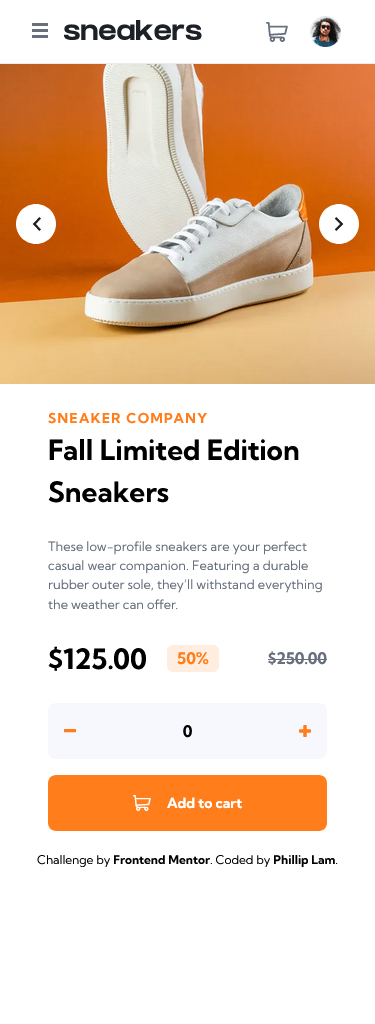 sneakers
SNEAKER COMPANY
Fall Limited Edition
Sneakers
These low-profile sneakers are your perfect
casual wear companion. Featuring a durable
rubber outer sole, they'll withstand everything
the weather can offer.
$125.00 50% $250.00
0
Add to cart
Challenge by Frontend Mentor. Coded by Phillip Lam.